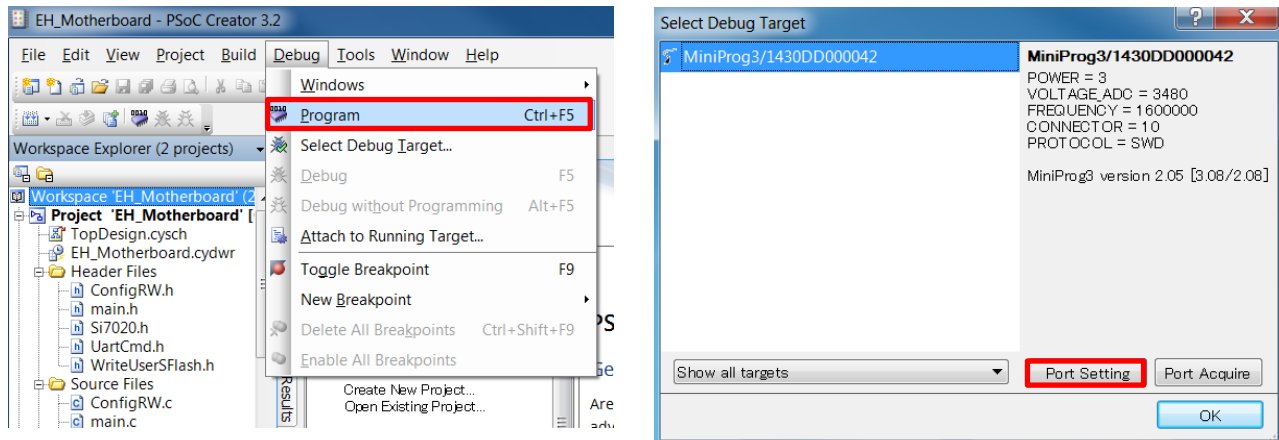 EH_Motherboard - PSoC Creator 3.2
File Edit View Project Build Debug Tools Window Help
Windows
Program Ctrl+F5
Select Debug Target...
Debug F5
Debug without Programming Alt+F5
Attach to Running Target...
Toggle Breakpoint F9
New Breakpoint
Delete All Breakpoints Ctrl+Shift+F9
Enable All Breakpoints
Workspace Explorer (2 projects)
Workspace 'EH_Motherboard' (2
Project 'EH_Motherboard' [
TopDesign.cysch
EH_Motherboard.cydwr
Header Files
ConfigRW.h
main.h
Si7020.h
UartCmd.h
WriteUserSFlash.h
Source Files
ConfigRW.c
main.c
Results
Create New Project...
Open Existing Project...
PS
Ge
Are
adv
Select Debug Target
MiniProg3/1430DD000042
MiniProg3/1430DD000042
POWER = 3
VOLTAGE_ADC = 3480
FREQUENCY = 1600000
CONNECTOR = 10
PROTOCOL = SWD
MiniProg3 version 2.05 [3.08/2.08]
Show all targets
Port Setting
Port Acquire
OK